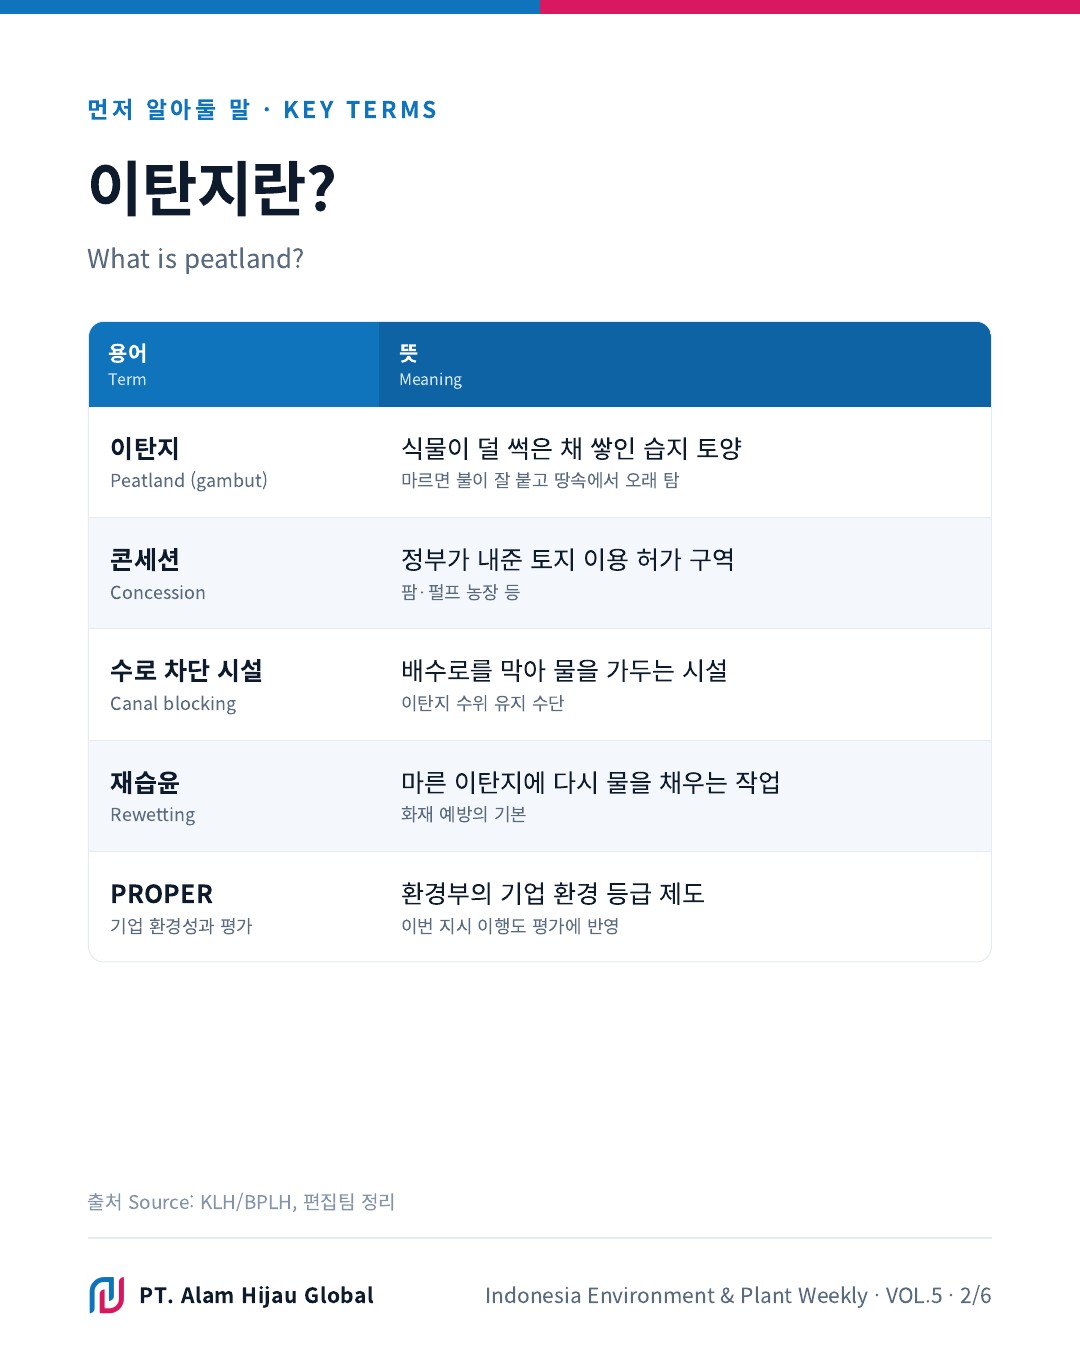 먼저 알아둘 말 · KEY TERMS
이탄지란?
What is peatland?
용어
Term
뜻
Meaning
이탄지
Peatland (gambut)
식물이 덜 썩은 채 쌓인 습지 토양
마르면 불이 잘 붙고 땅속에서 오래 탐
콘세션
Concession
정부가 내준 토지 이용 허가 구역
팜·펄프 농장 등
수로 차단 시설
Canal blocking
배수로를 막아 물을 가두는 시설
이탄지 수위 유지 수단
재습윤
Rewetting
마른 이탄지에 다시 물을 채우는 작업
화재 예방의 기본
PROPER
기업 환경성과 평가
환경부의 기업 환경 등급 제도
이번 지시 이행도 평가에 반영
출처 Source: KLH/BPLH, 편집팀 정리
PT. Alam Hijau Global
Indonesia Environment & Plant Weekly · VOL.5 · 2/6